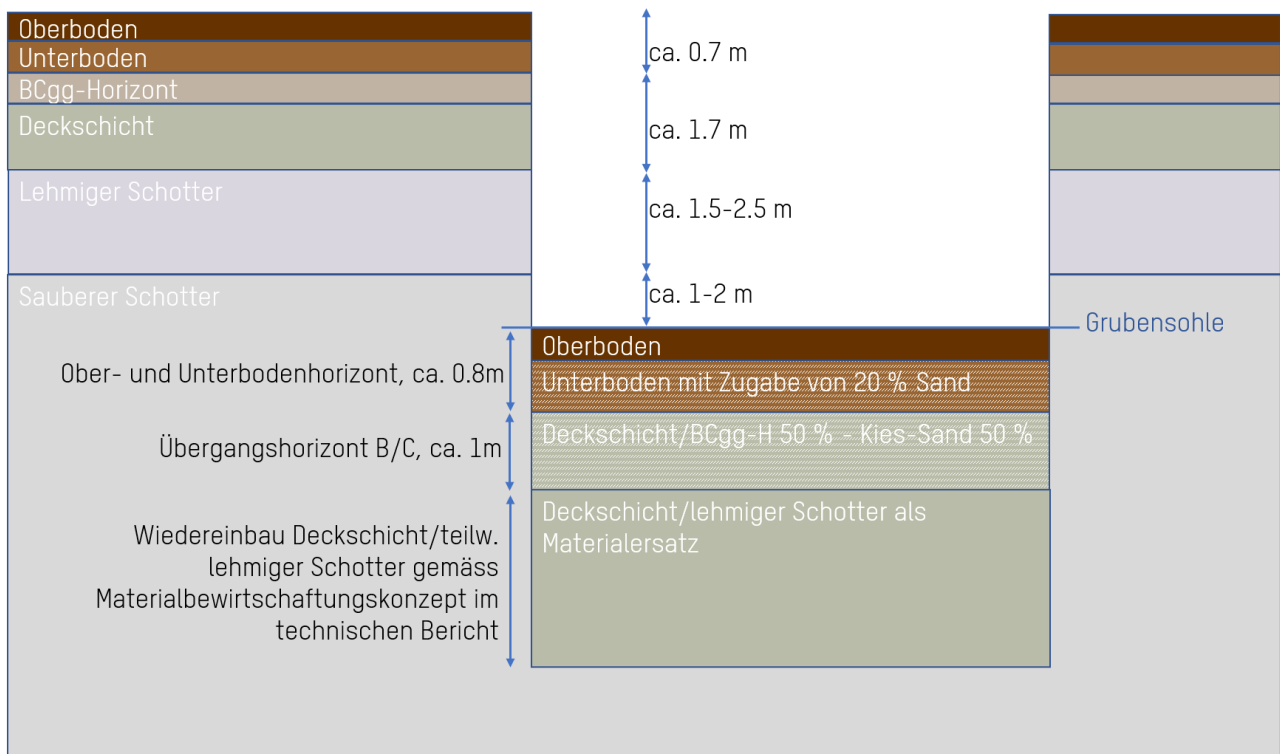 Oberboden
Unterboden
BCgg-Horizont
Deckschicht
Lehmiger Schotter
Sauberer Schotter
ca. 0.7 m
ca. 1.7 m
ca. 1.5-2.5 m
ca. 1-2 m
Grubensohle
Ober- und Unterbodenhorizont, ca. 0.8m
Übergangshorizont B/C, ca. 1m
Wiedereinbau Deckschicht/teilw.
lehmiger Schotter gemäss
Materialbewirtschaftungskonzept im
technischen Bericht
Oberboden
Unterboden mit Zugabe von 20 % Sand
Deckschicht/BCgg-H 50 % - Kies-Sand 50 %
Deckschicht/lehmiger Schotter als
Materialersatz